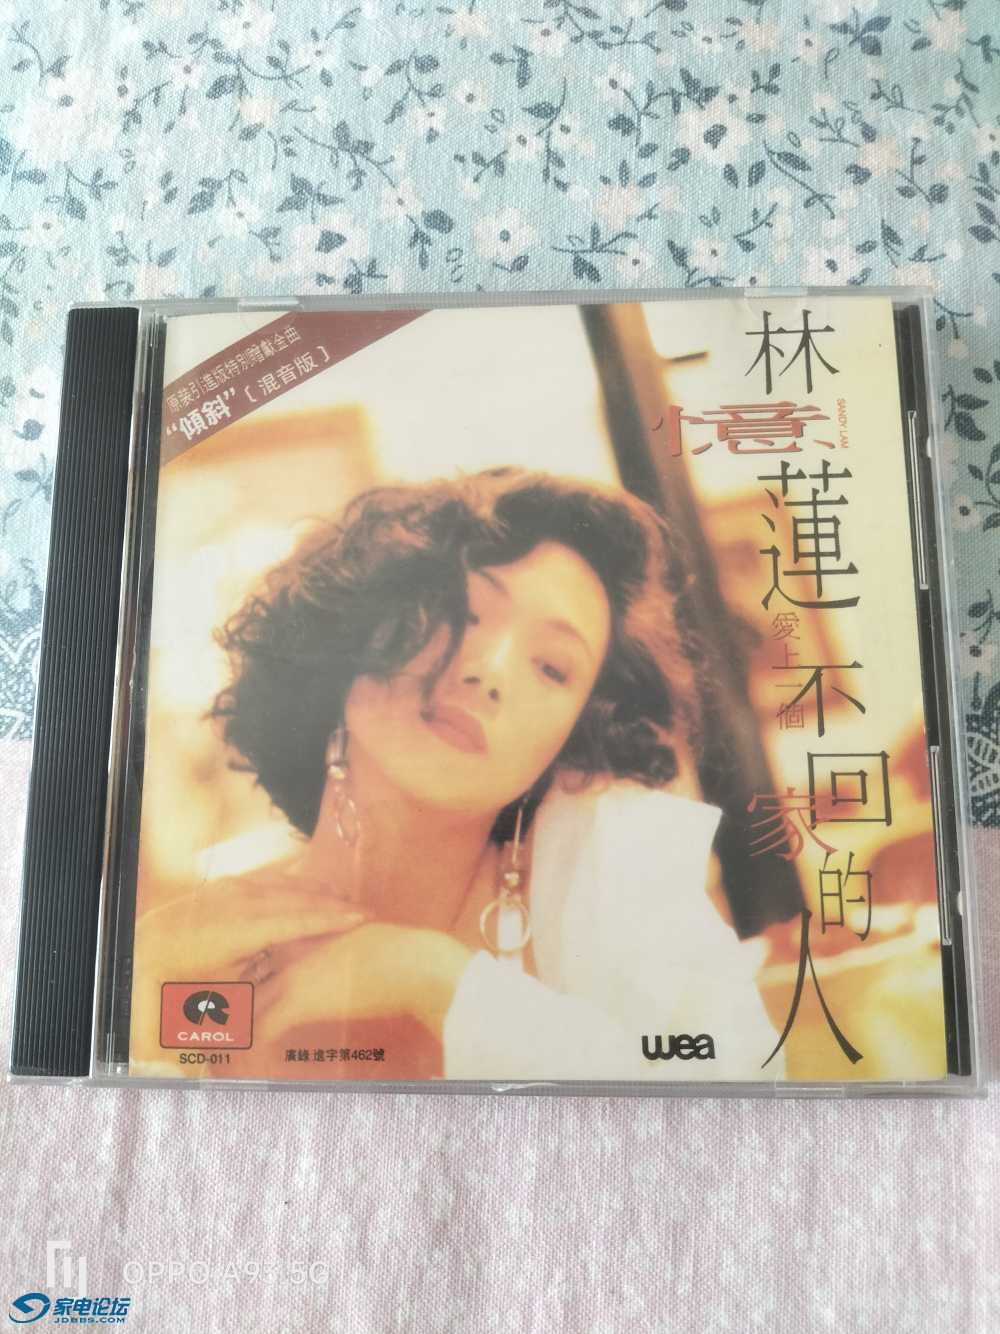 原裝引進版特別贈獻金曲
“傾斜”〔混音版〕
林憶蓮
SANDY LAM
愛上一個
不回家的人
CAROL
SCD-011
廣錄 進字第462號
wea
OPPO A93 5G
家电论坛
JDBBS.COM